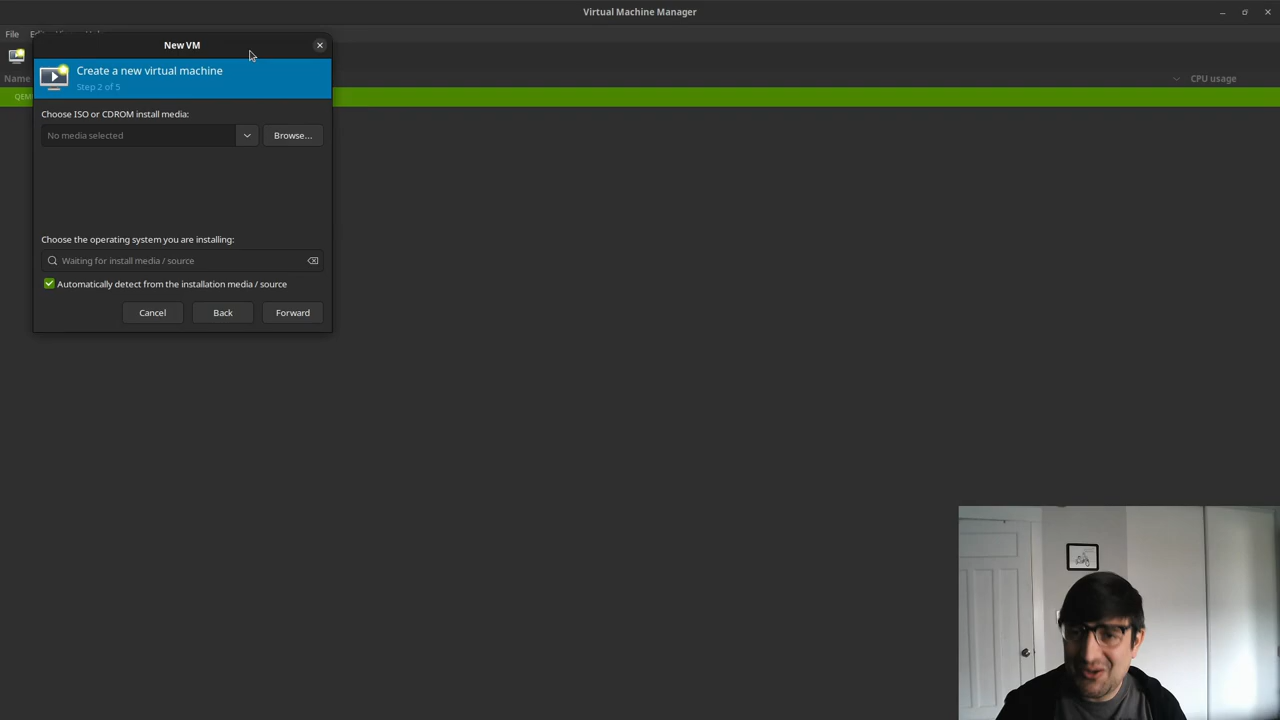 Virtual Machine Manager
File
New VM
Name
CPU usage
Create a new virtual machine
Step 2 of 5
QEM
Choose ISO or CDROM install media:
No media selected
Browse...
Choose the operating system you are installing:
Waiting for install media / source
Automatically detect from the installation media / source
Cancel
Back
Forward